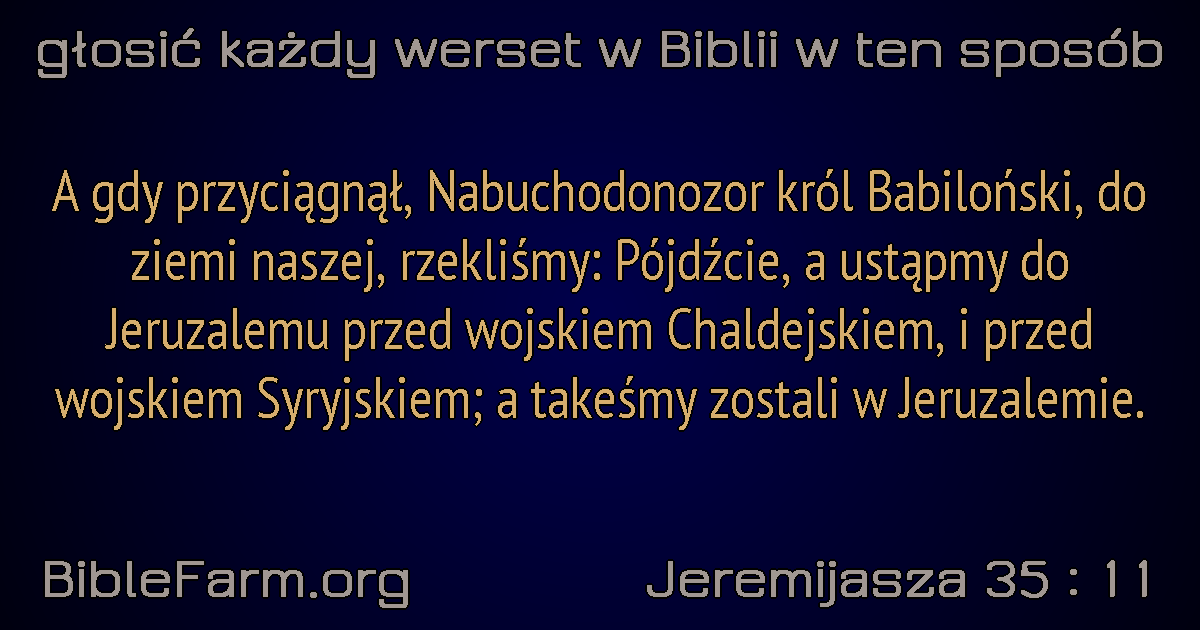 głosić każdy werset w Biblii w ten sposób
A gdy przyciągnął, Nabuchodonozor król Babiloński, do
ziemi naszej, rzekliśmy: Pójdźcie, a ustąpmy do
Jeruzalemu przed wojskiem Chaldejskiem, i przed
wojskiem Syryjskiem; a takeśmy zostali w Jeruzalemie.
BibleFarm.org
Jeremijasza 35 : 11